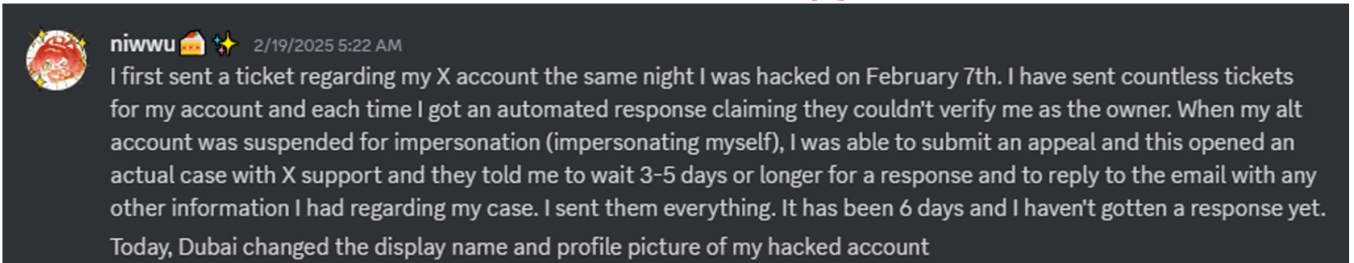 niwwu🍰✨ 2/19/2025 5:22 AM
I first sent a ticket regarding my X account the same night I was hacked on February 7th. I have sent countless tickets
for my account and each time I got an automated response claiming they couldn't verify me as the owner. When my alt
account was suspended for impersonation (impersonating myself), I was able to submit an appeal and this opened an
actual case with X support and they told me to wait 3-5 days or longer for a response and to reply to the email with any
other information I had regarding my case. I sent them everything. It has been 6 days and I haven't gotten a response yet.
Today, Dubai changed the display name and profile picture of my hacked account